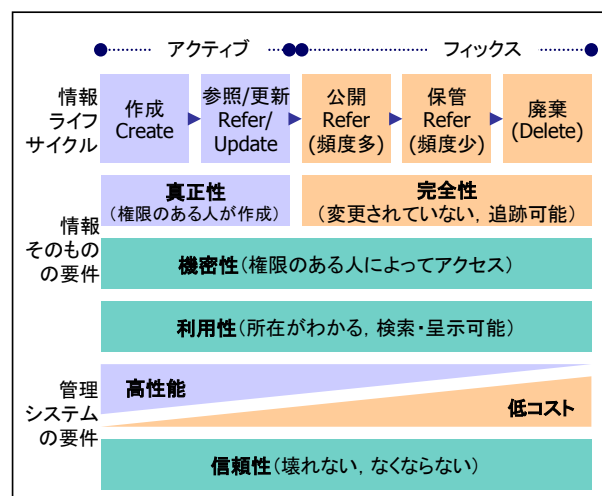 アクティブ
フィックス
情報
ライフ
サイクル
作成
Create
参照/更新
Refer/
Update
公開
Refer
(頻度多)
保管
Refer
(頻度少)
廃棄
(Delete)
情報
そのもの
の要件
真正性
(権限のある人が作成)
完全性
(変更されていない, 追跡可能)
機密性(権限のある人によってアクセス)
利用性(所在がわかる, 検索・呈示可能)
管理
システム
の要件
高性能
低コスト
信頼性(壊れない, なくならない)